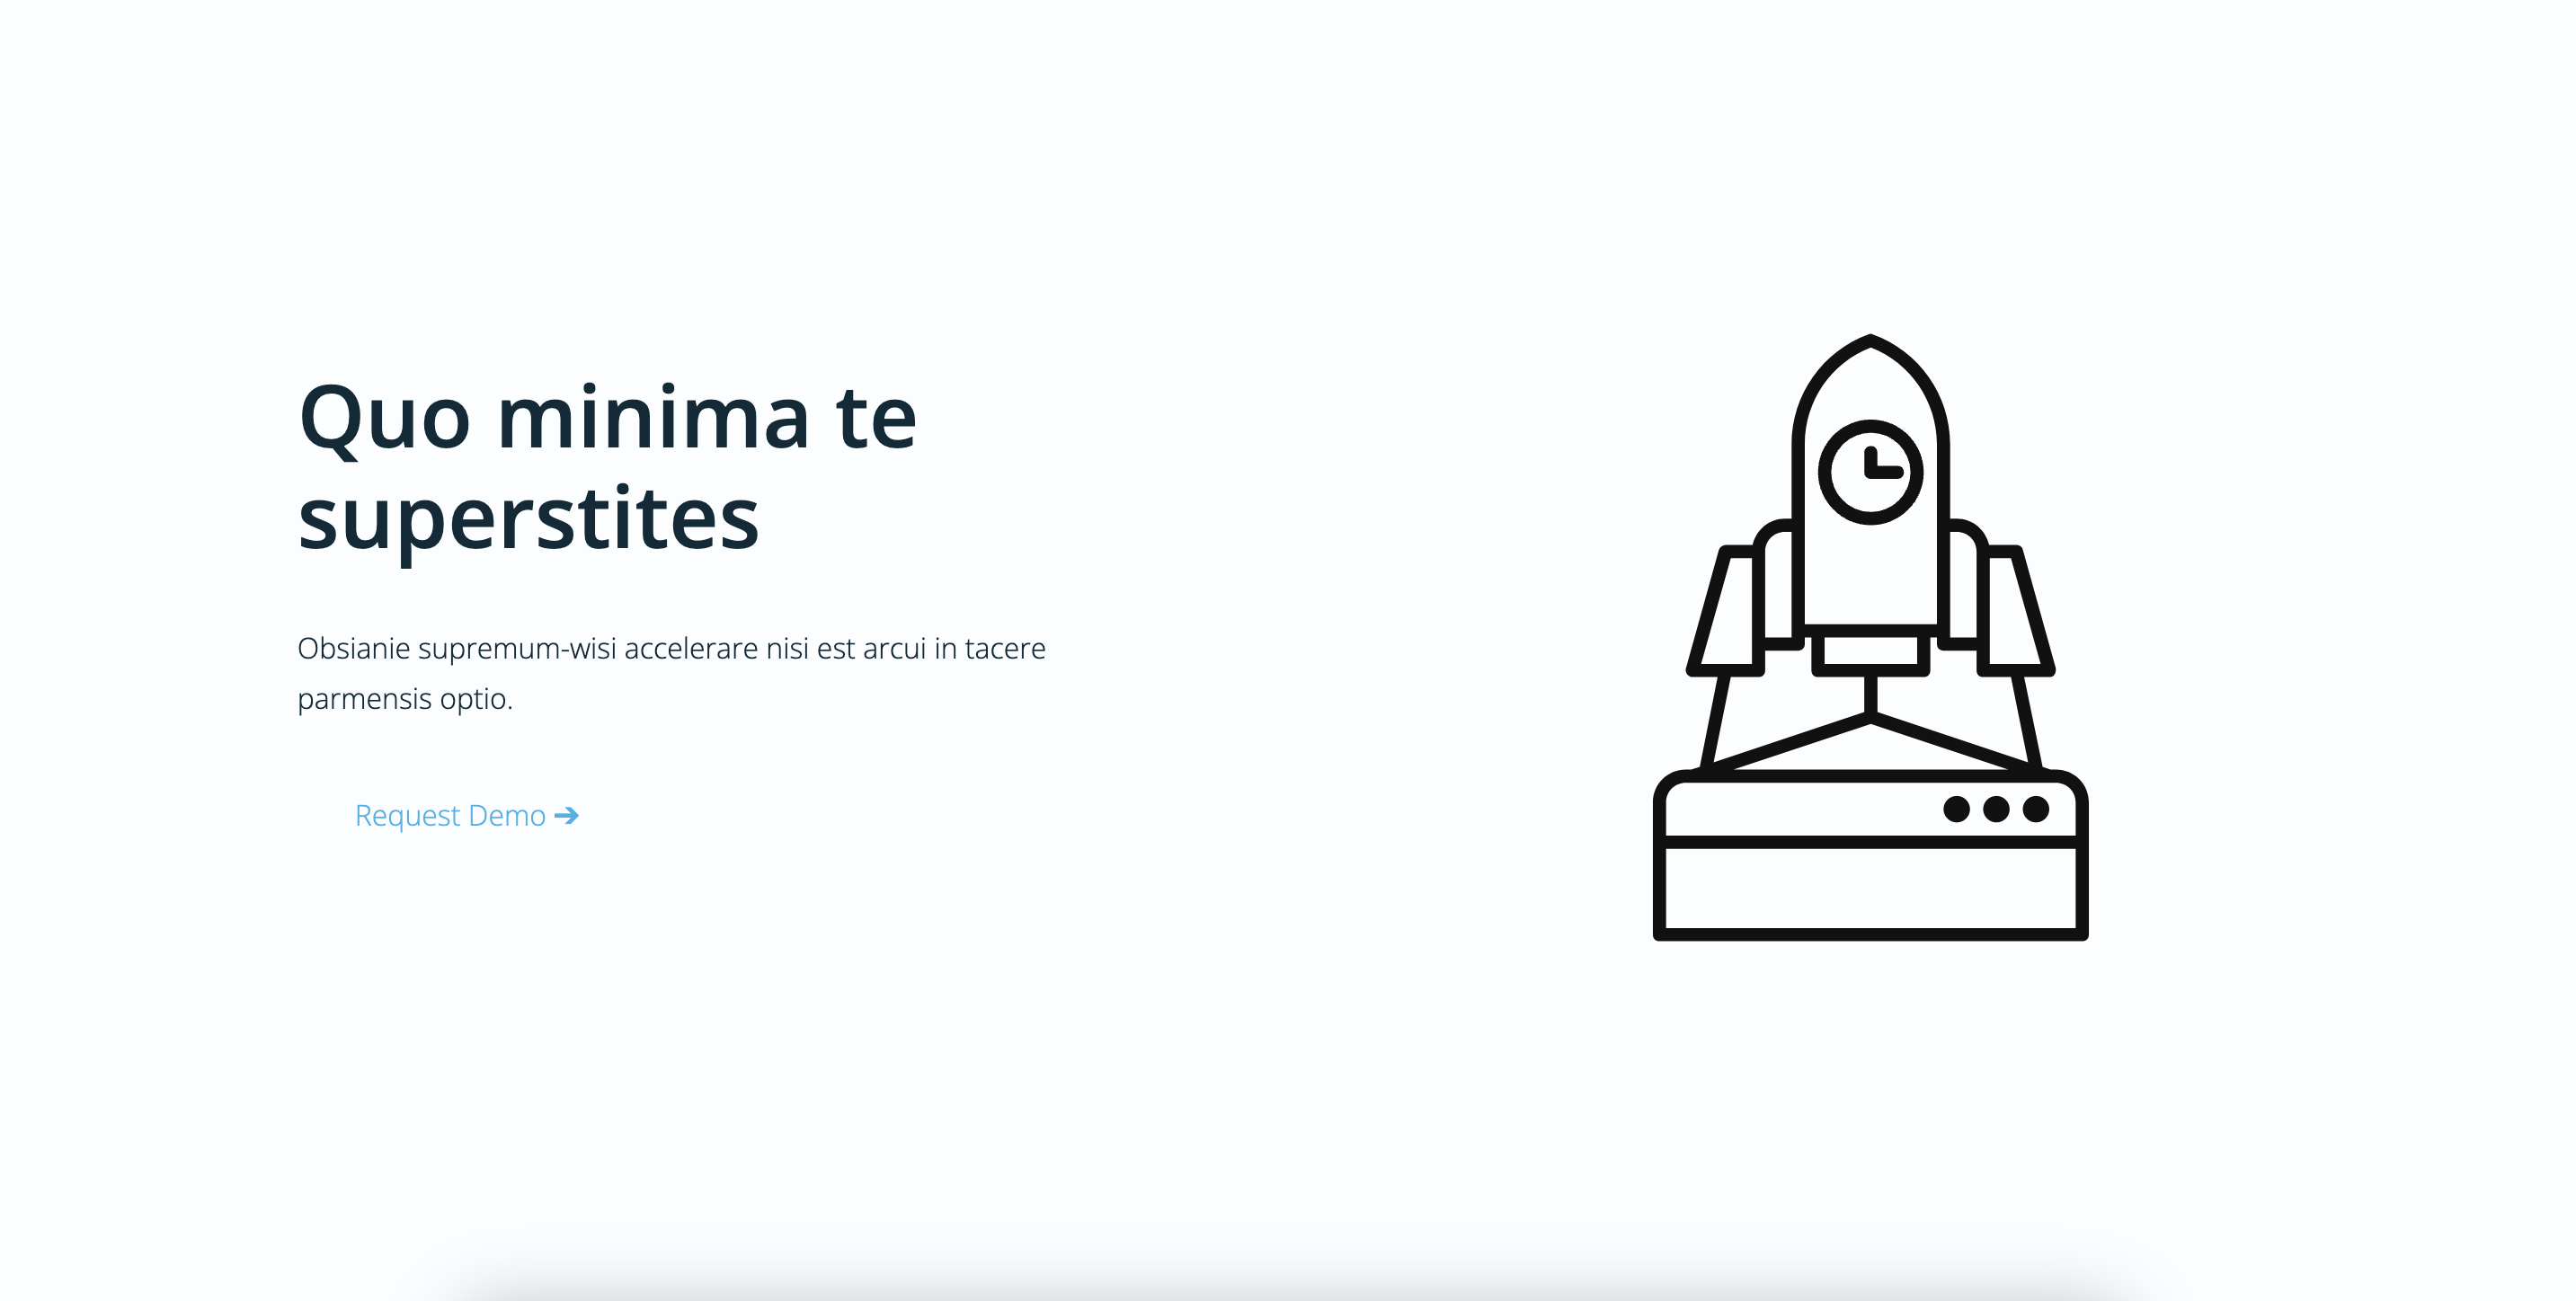 Quo minima te
superstites
Obsianie supremum-wisi accelerare nisi est arcui in tacere
parmensis optio.
Request Demo ➔